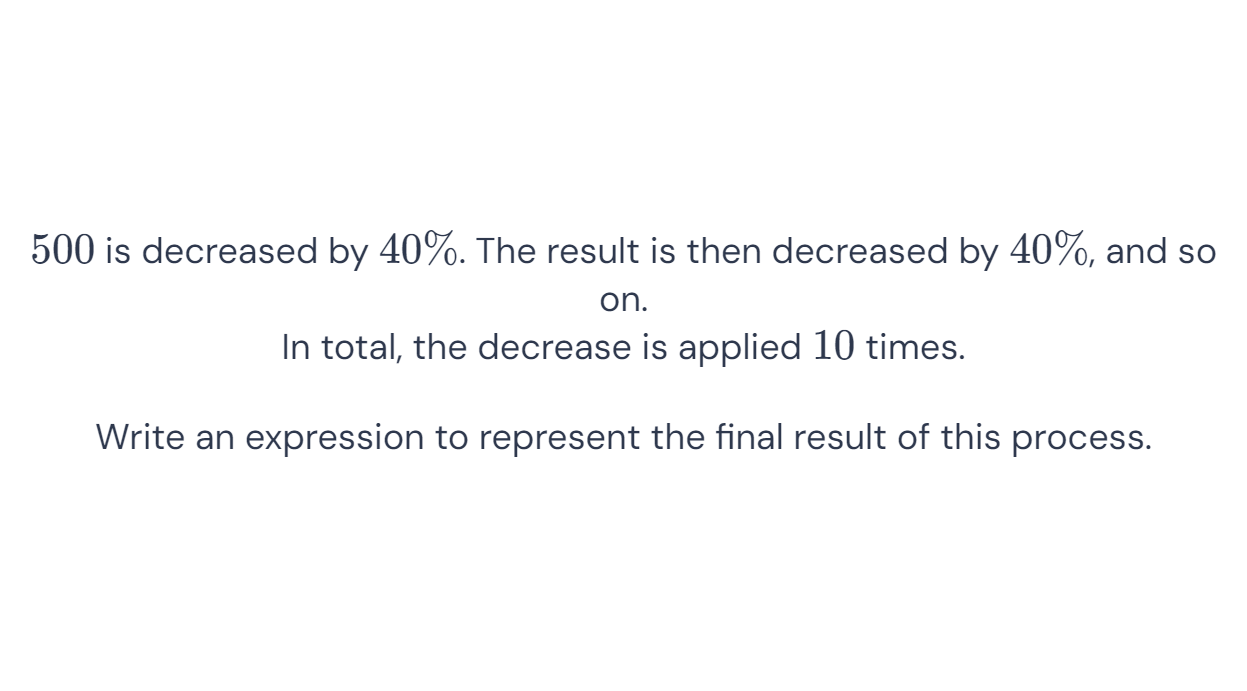 500 is decreased by 40%. The result is then decreased by 40%, and so
on.
In total, the decrease is applied 10 times.
Write an expression to represent the final result of this process.